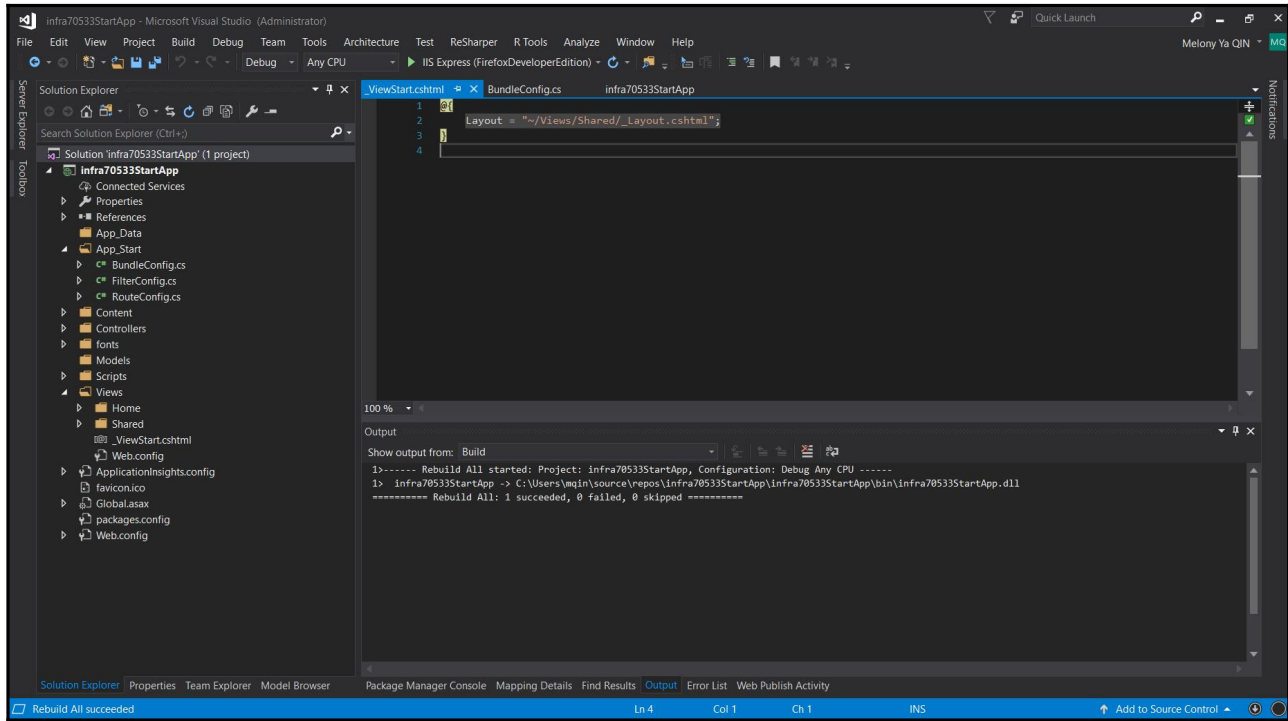 infra70533StartApp - Microsoft Visual Studio (Administrator)
Quick Launch
File Edit View Project Build Debug Team Tools Architecture Test ReSharper R Tools Analyze Window Help
Melony Ya QIN MQ
Debug Any CPU IIS Express (FirefoxDeveloperEdition)
Server Explorer
Toolbox
Solution Explorer
Search Solution Explorer (Ctrl+;)
Solution 'infra70533StartApp' (1 project)
infra70533StartApp
Connected Services
Properties
References
App_Data
App_Start
C# BundleConfig.cs
C# FilterConfig.cs
C# RouteConfig.cs
Content
Controllers
fonts
Models
Scripts
Views
Home
Shared
_ViewStart.cshtml
Web.config
ApplicationInsights.config
favicon.ico
Global.asax
packages.config
Web.config
Solution Explorer Properties Team Explorer Model Browser
_ViewStart.cshtml BundleConfig.cs infra70533StartApp
1 @{
2 Layout = "~/Views/Shared/_Layout.cshtml";
3 }
4
100 %
Output
Show output from: Build
1>------ Rebuild All started: Project: infra70533StartApp, Configuration: Debug Any CPU ------
1> infra70533StartApp -> C:\Users\mqin\source\repos\infra70533StartApp\infra70533StartApp\bin\infra70533StartApp.dll
========== Rebuild All: 1 succeeded, 0 failed, 0 skipped ==========
Package Manager Console Mapping Details Find Results Output Error List Web Publish Activity
Notifications
Rebuild All succeeded Ln 4 Col 1 Ch 1 INS Add to Source Control